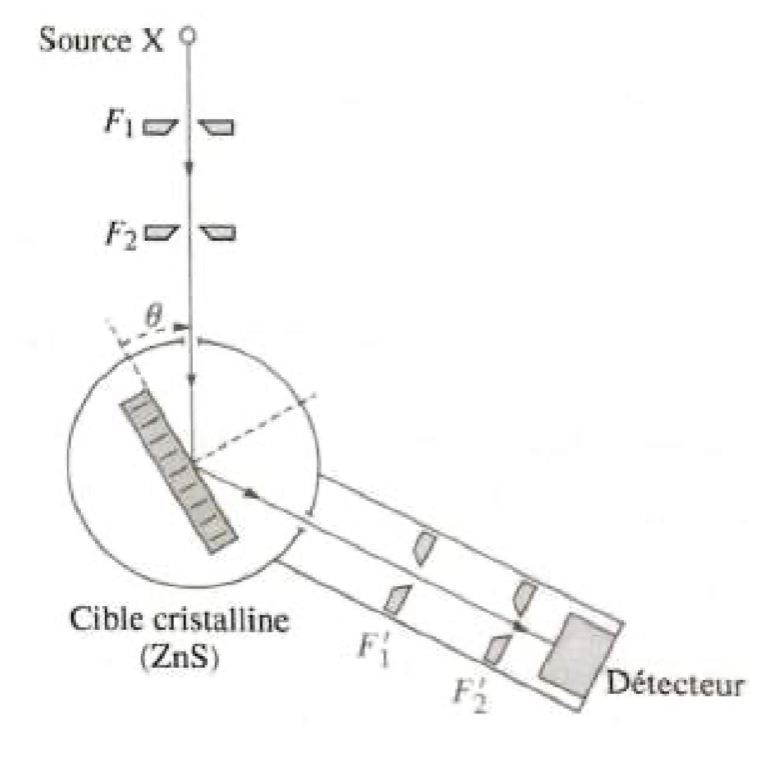 Source X
F1
F2
θ
Cible cristalline
(ZnS)
F′1
F′2
Détecteur